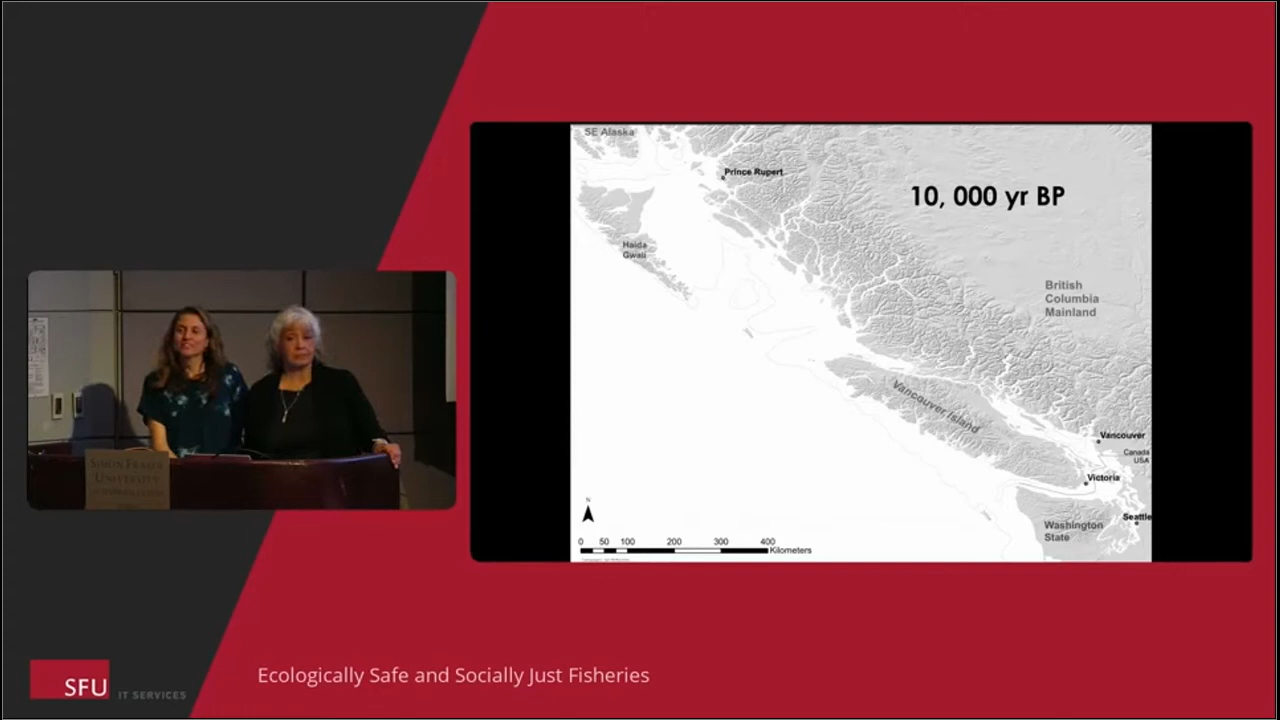 SE Alaska
Prince Rupert
10, 000 yr BP
Haida
Gwaii
British
Columbia
Mainland
Vancouver Island
Vancouver
Canada
USA
Victoria
Seattle
Washington
State
N
0 50 100 200 300 400
Kilometers
SIMON FRASER
UNIVERSITY
SFU IT SERVICES
Ecologically Safe and Socially Just Fisheries